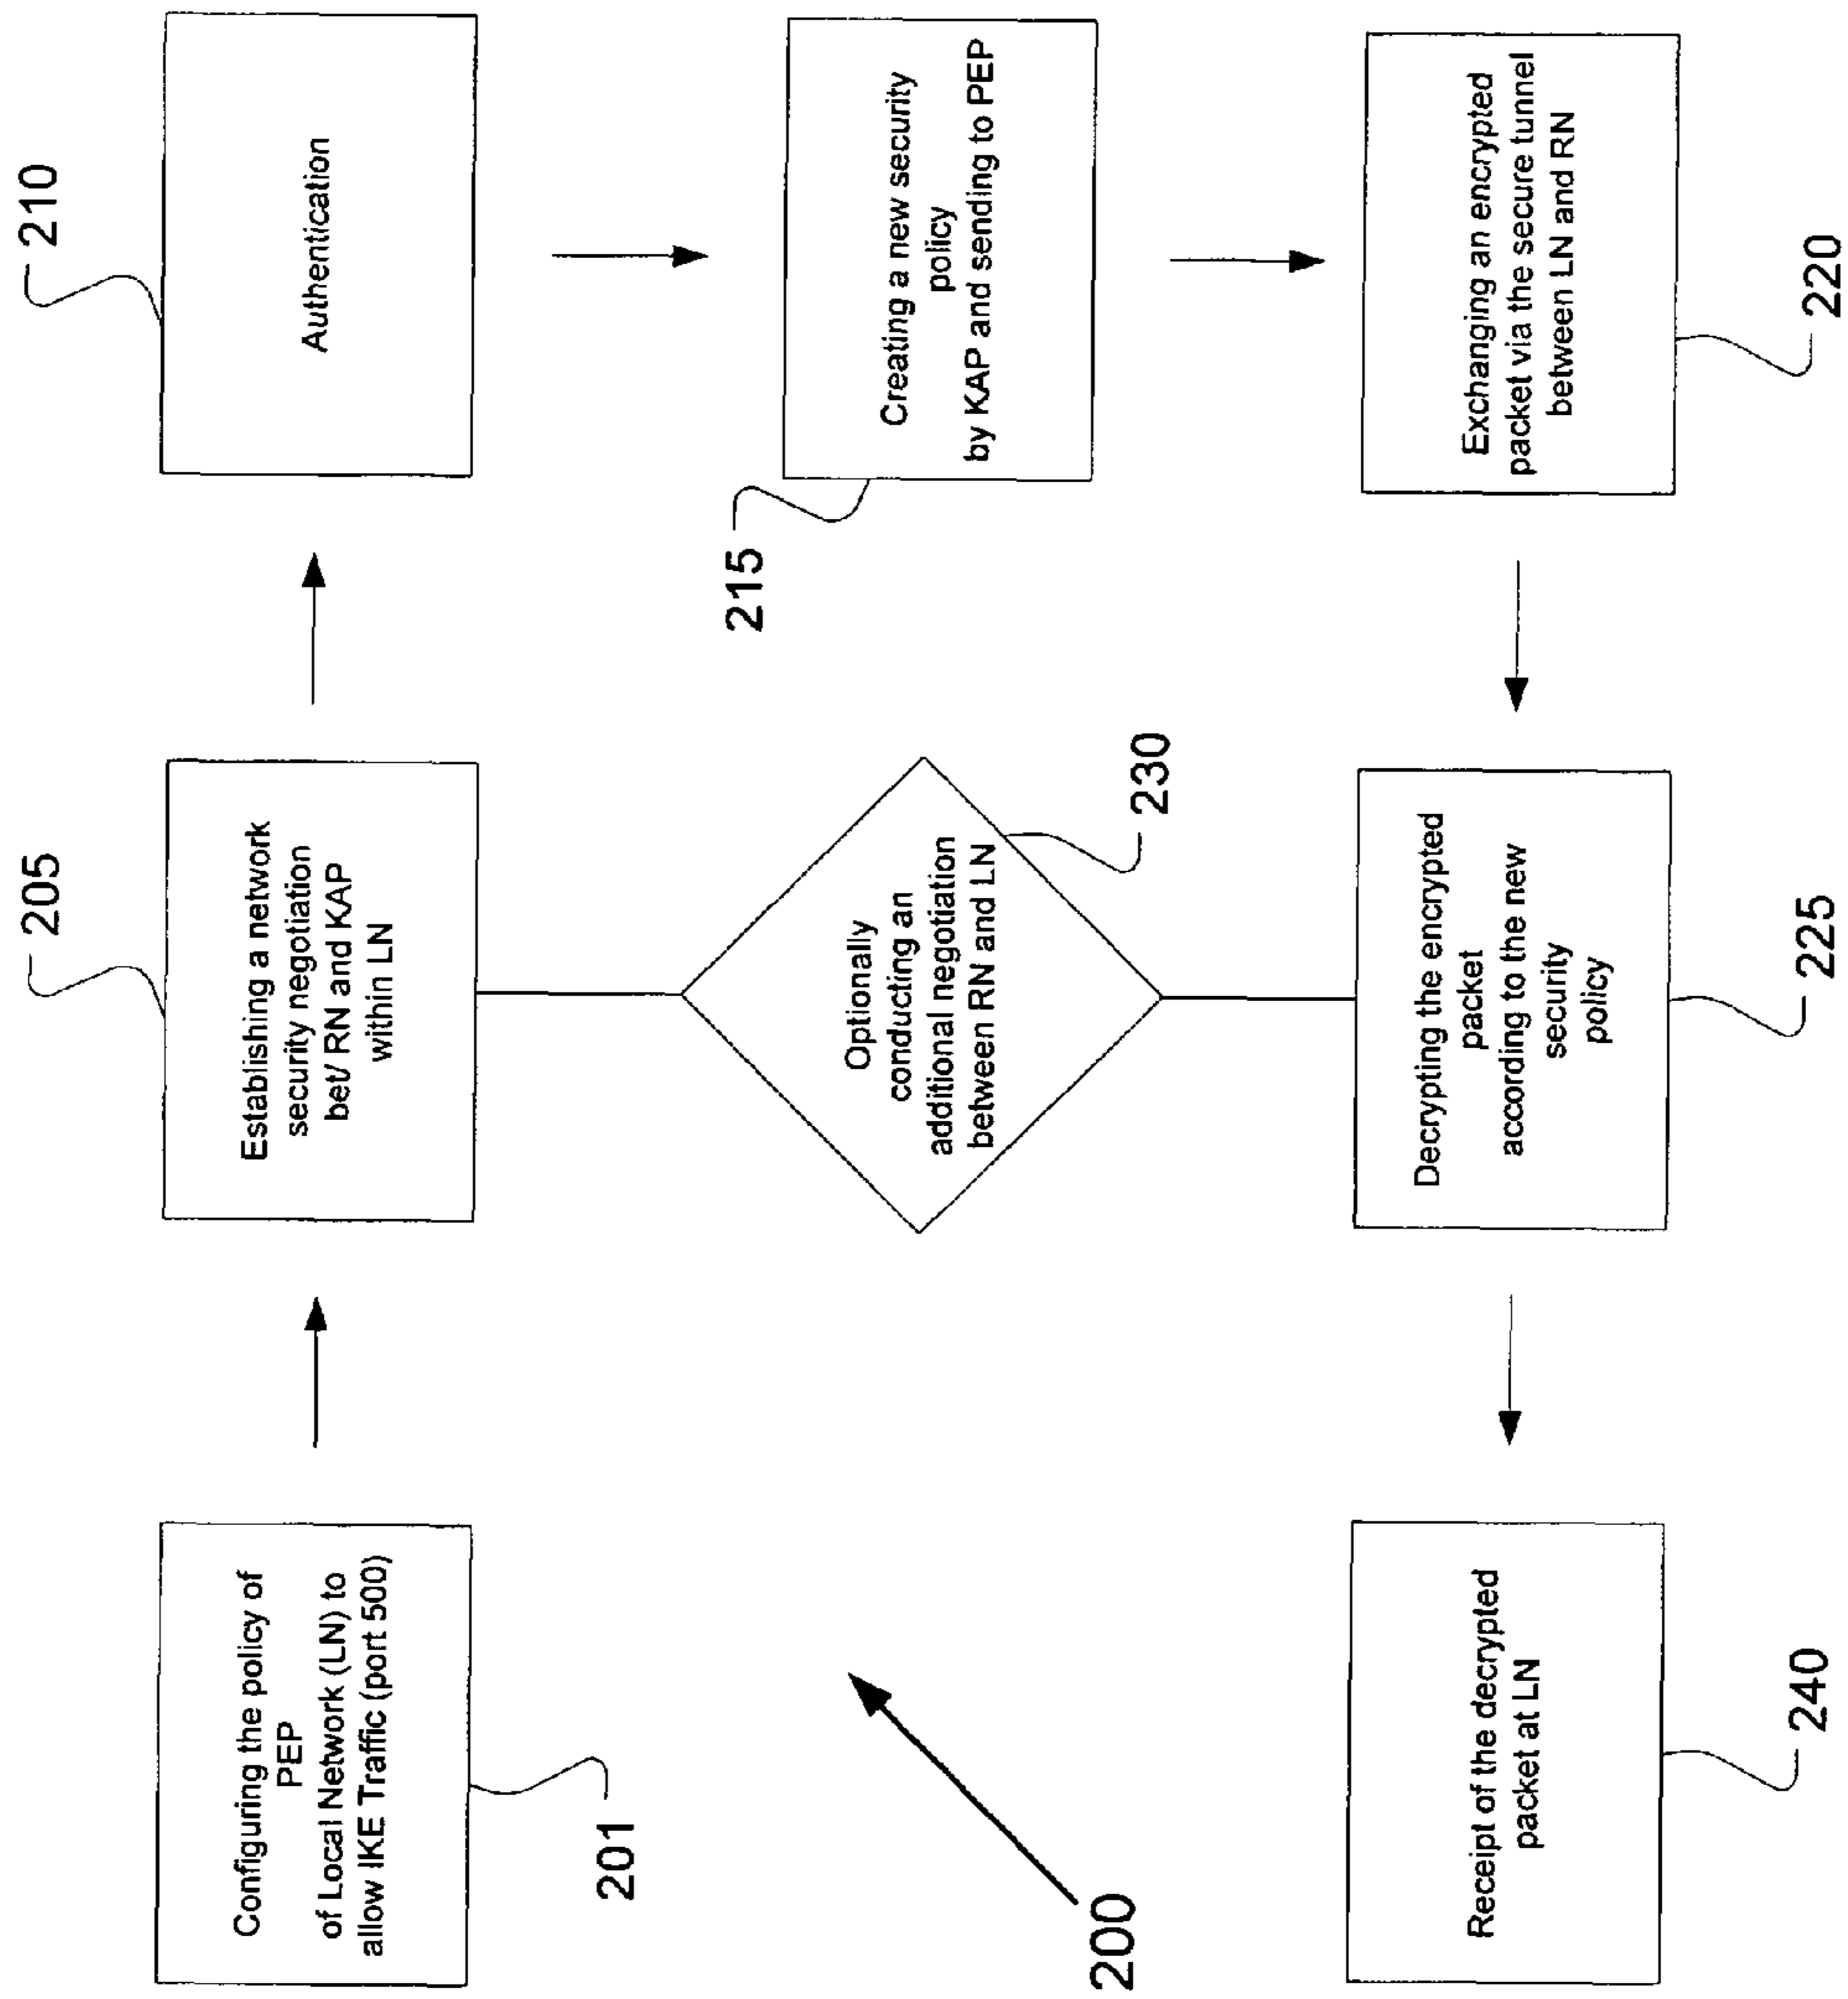 201
Configuring the policy of
PEP
of Local Network (LN) to
allow IKE Traffic (port 500)
205
Establishing a network
security negotiation
bet/ RN and KAP
within LN
210
Authentication
215
Creating a new security
policy
by KAP and sending to PEP
220
Exchanging an encrypted
packet via the secure tunnel
between LN and RN
225
Decrypting the encrypted
packet
according to the new
security
policy
230
Optionally
conducting an
additional negotiation
between RN and LN
240
Receipt of the decrypted
packet at LN
200